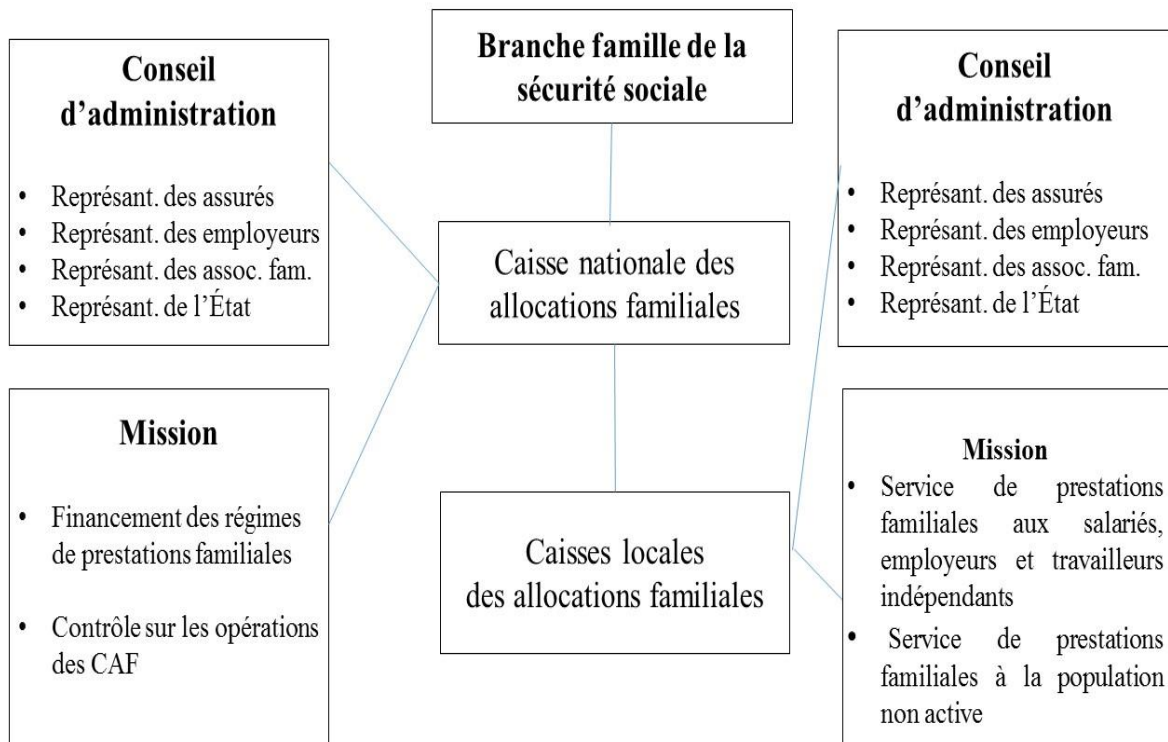 Branche famille de la
sécurité sociale
Conseil
d’administration
• Représant. des assurés
• Représant. des employeurs
• Représant. des assoc. fam.
• Représant. de l’État
Caisse nationale des
allocations familiales
Conseil
d’administration
• Représant. des assurés
• Représant. des employeurs
• Représant. des assoc. fam.
• Représant. de l’État
Mission
• Financement des régimes
de prestations familiales
• Contrôle sur les opérations
des CAF
Caisses locales
des allocations familiales
Mission
• Service de prestations
familiales aux salariés,
employeurs et travailleurs
indépendants
• Service de prestations
familiales à la population
non active